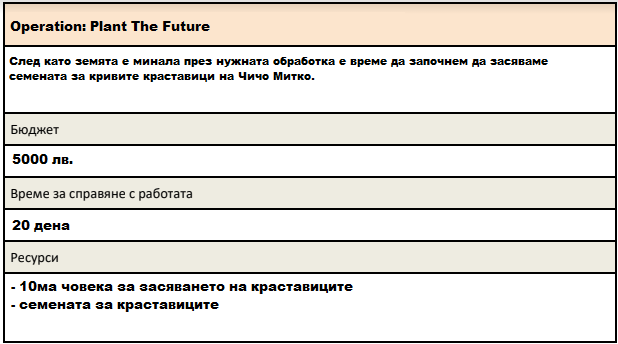 Operation: Plant The Future
След като земята е минала през нужната обработка е време да започнем да засяваме
семената за кривите краставици на Чичо Митко.
Бюджет
5000 лв.
Време за справяне с работата
20 дена
Ресурси
- 10ма човека за засяването на краставиците
- семената за краставиците